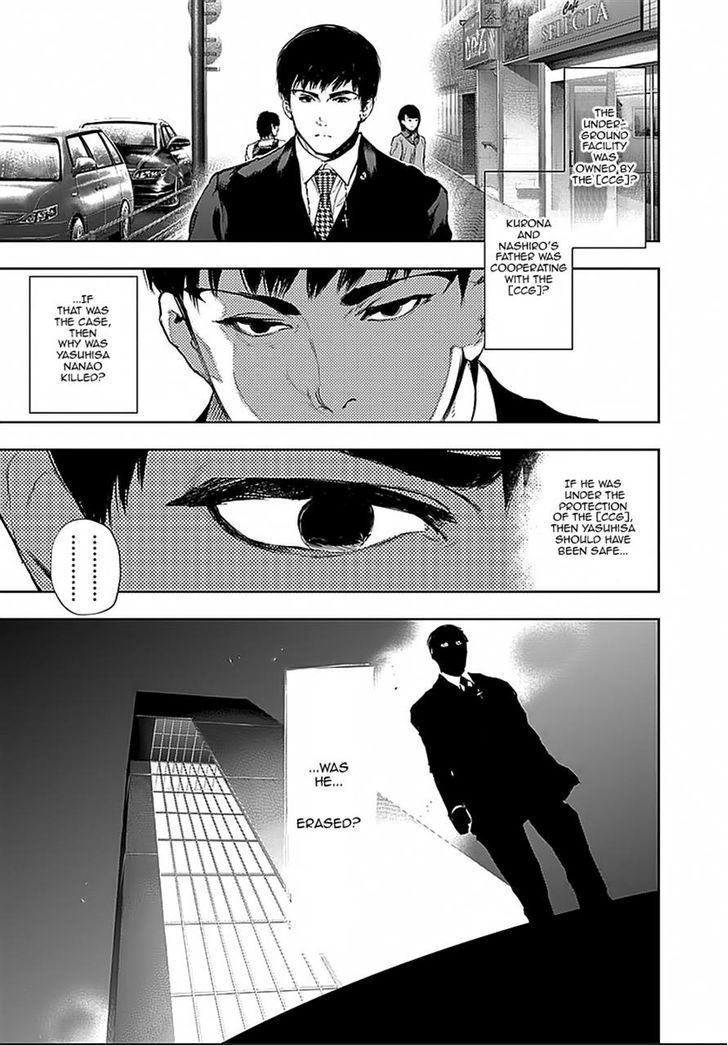 Café
SELECTA
THE
UNDER-
GROUND
FACILITY
WAS
OWNED BY
THE [CCG]?
KURONA
AND
NASHIRO'S
FATHER WAS
COOPERATING
WITH THE
[CCG]?
...IF
THAT WAS
THE CASE,
THEN
WHY WAS
YASUHISA
NANAO
KILLED?
IF HE WAS
UNDER THE
PROTECTION
OF THE [CCG],
THEN YASUHISA
SHOULD HAVE
BEEN SAFE...
...WAS
HE...
ERASED?